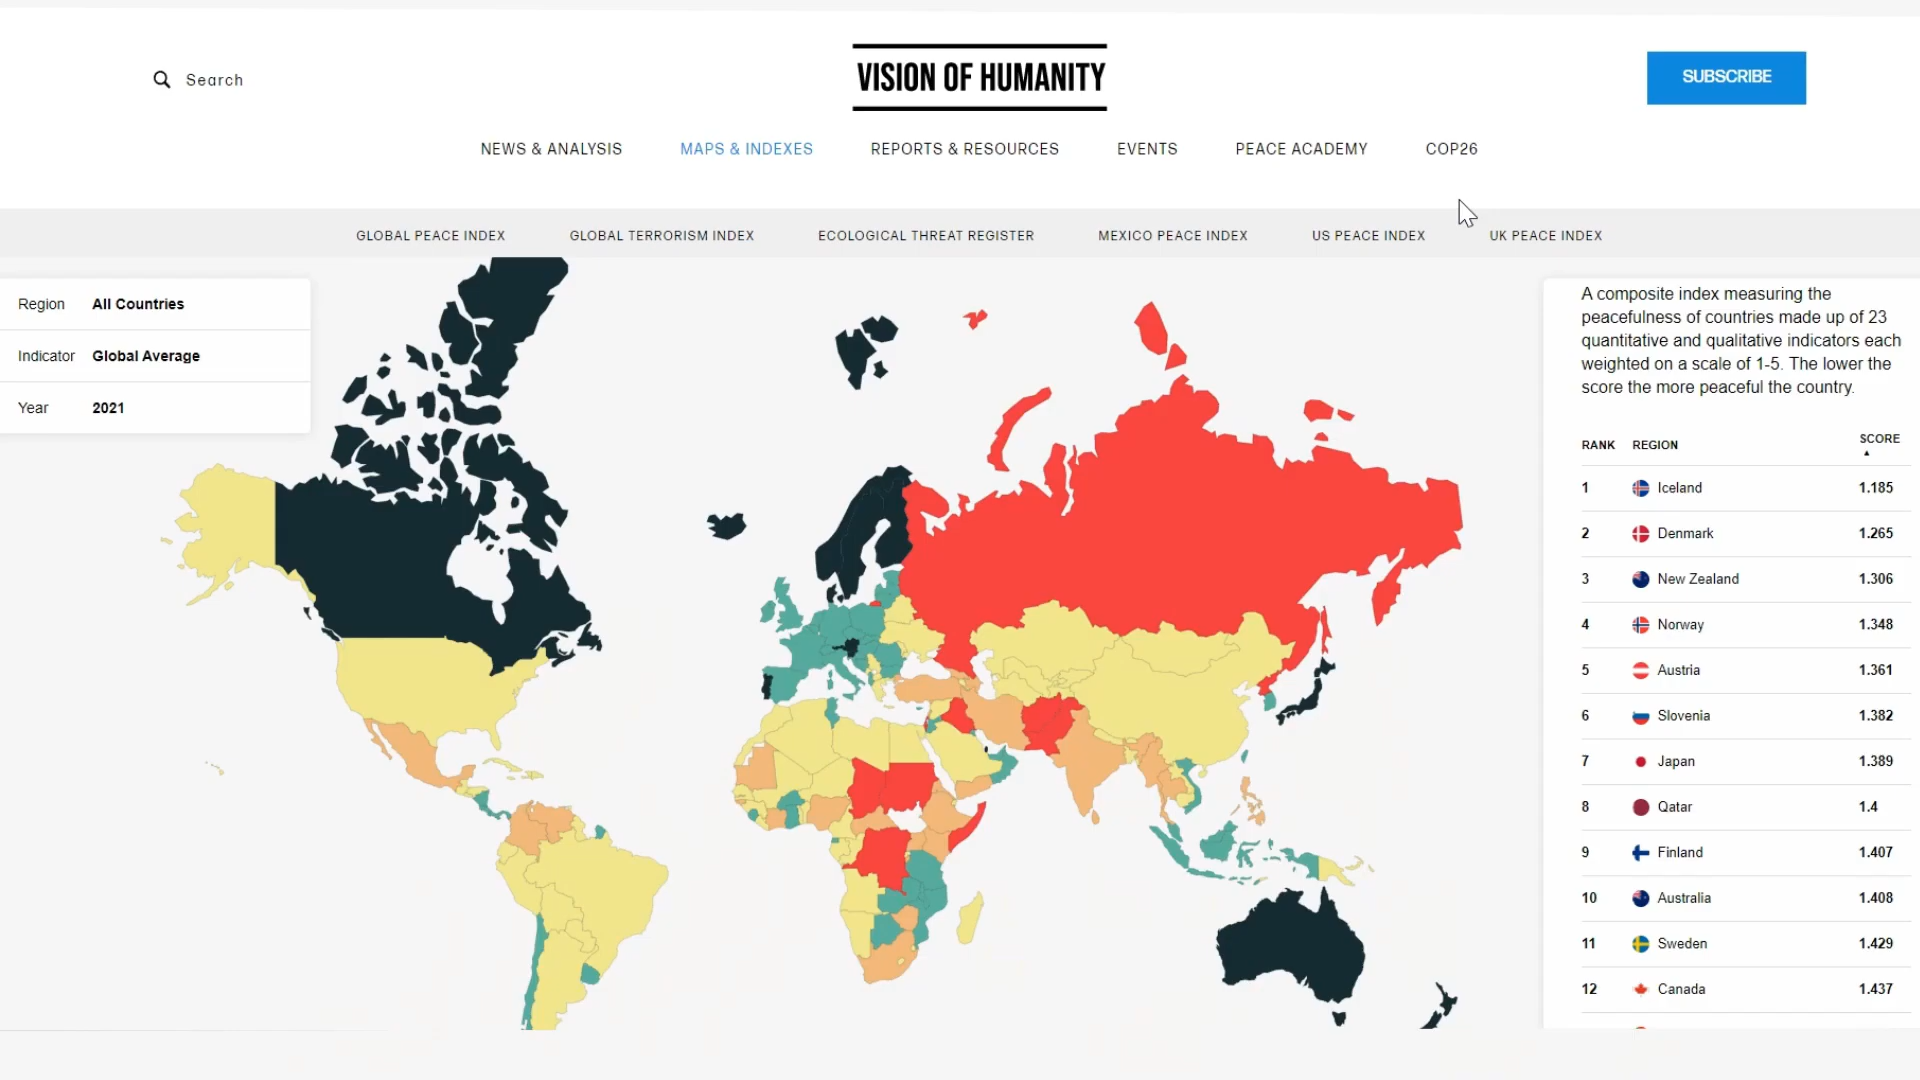 Search
VISION OF HUMANITY
SUBSCRIBE
NEWS & ANALYSIS
MAPS & INDEXES
REPORTS & RESOURCES
EVENTS
PEACE ACADEMY
COP26
GLOBAL PEACE INDEX
GLOBAL TERRORISM INDEX
ECOLOGICAL THREAT REGISTER
MEXICO PEACE INDEX
US PEACE INDEX
UK PEACE INDEX
Region All Countries
Indicator Global Average
Year 2021
A composite index measuring the
peacefulness of countries made up of 23
quantitative and qualitative indicators each
weighted on a scale of 1-5. The lower the
score the more peaceful the country.
RANK REGION SCORE
1 Iceland 1.185
2 Denmark 1.265
3 New Zealand 1.306
4 Norway 1.348
5 Austria 1.361
6 Slovenia 1.382
7 Japan 1.389
8 Qatar 1.4
9 Finland 1.407
10 Australia 1.408
11 Sweden 1.429
12 Canada 1.437